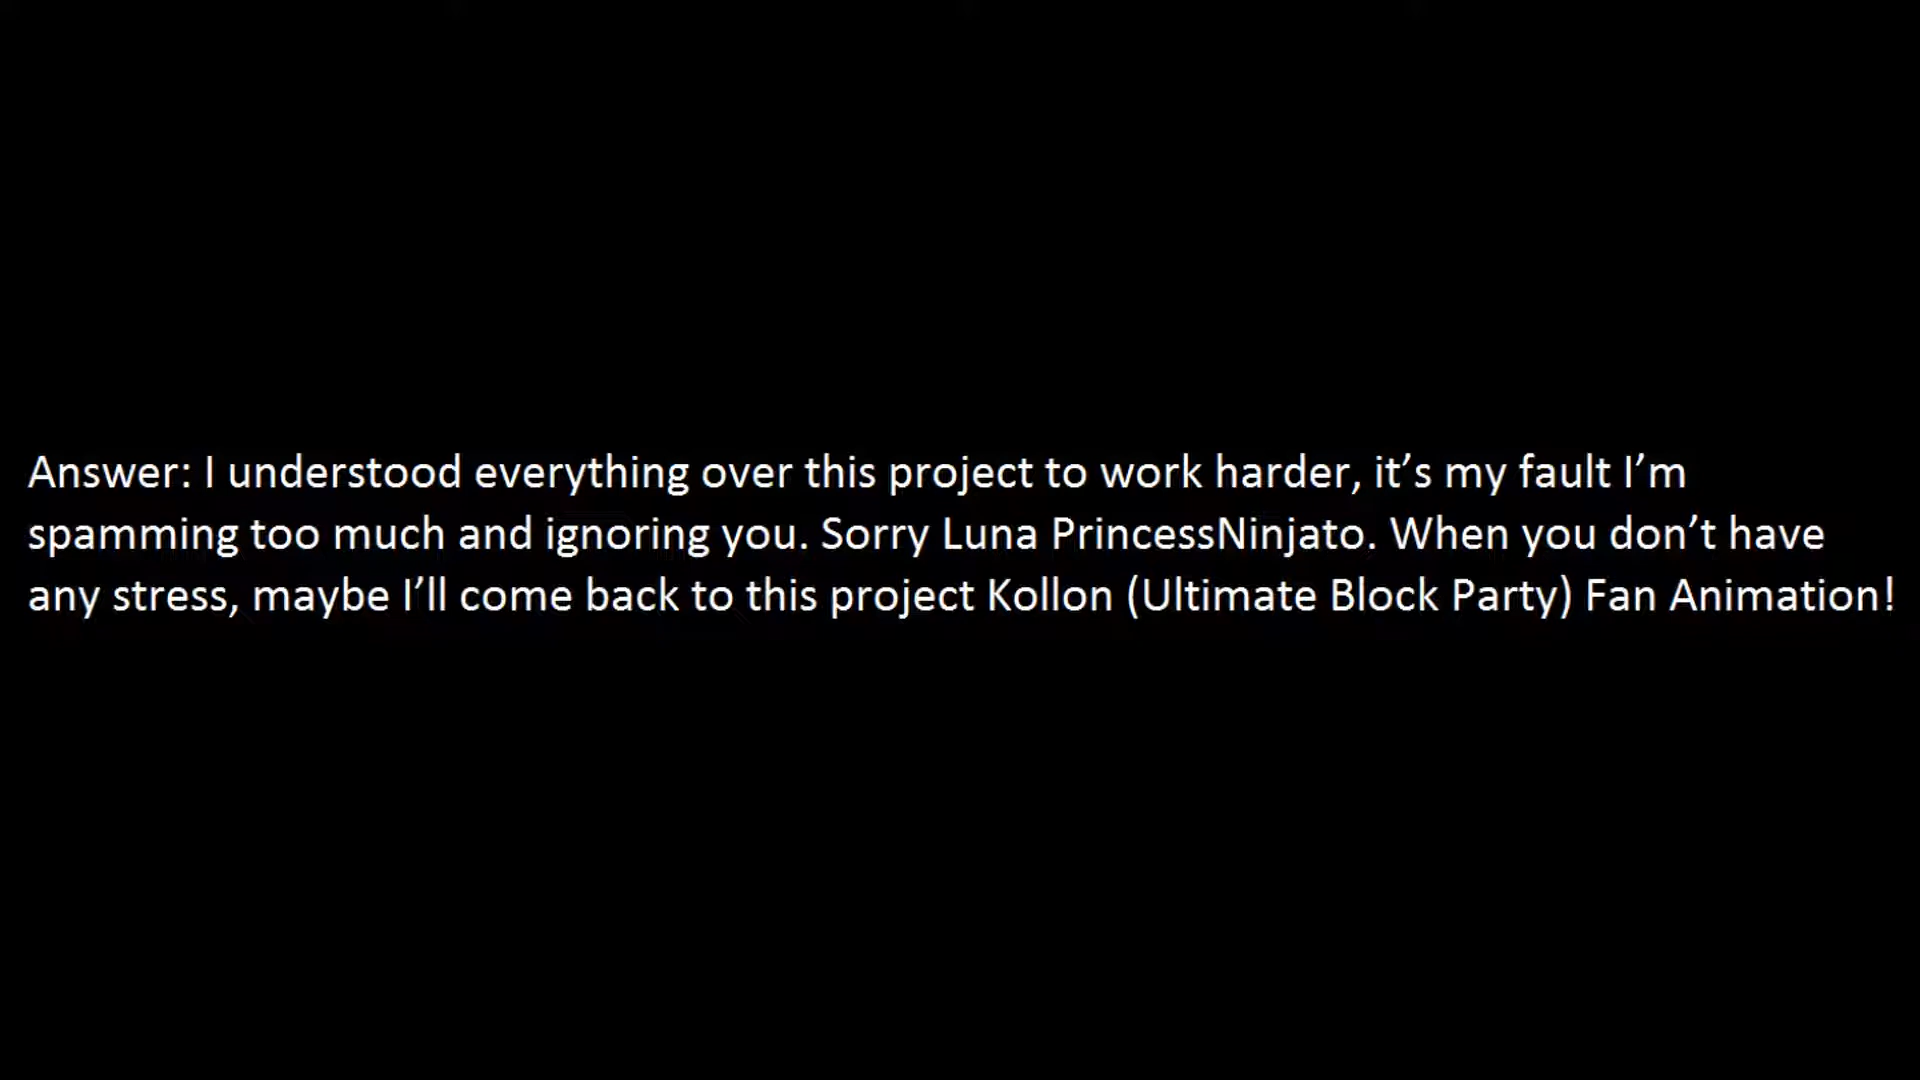 Answer: I understood everything over this project to work harder, it’s my fault I’m
spamming too much and ignoring you. Sorry Luna PrincessNinjato. When you don’t have
any stress, maybe I’ll come back to this project Kollon (Ultimate Block Party) Fan Animation!